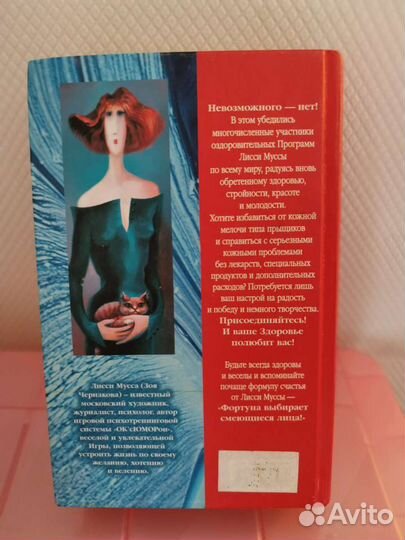 Невозможного — нет!
В этом убедились
многочисленные участники
оздоровительных Программ
Лисси Муссы
по всему миру, радуясь вновь
обретенному здоровью,
стройности, красоте
и молодости.
Хотите избавиться от кожной
мелочи типа прыщиков
и справиться с серьезными
кожными проблемами
без лекарств, специальных
продуктов и дополнительных
расходов? Потребуется лишь
ваш настрой на радость
и победу и немного творчества.
Присоединяйтесь!
И ваше Здоровье
полюбит вас!
Будьте всегда здоровы
и веселы и вспоминайте
почаще формулу счастья
от Лисси Муссы —
«Фортуна выбирает
смеющиеся лица!»
Лисси Мусса (Зоя
Чернакова) – известный
московский художник,
журналист, психолог, автор
игровой психотренинговой
системы «ОК'сЮМОРон»,
веселой и увлекательной
Игры, позволяющей
устроить жизнь по своему
желанию, хотению
и велению.
Avito